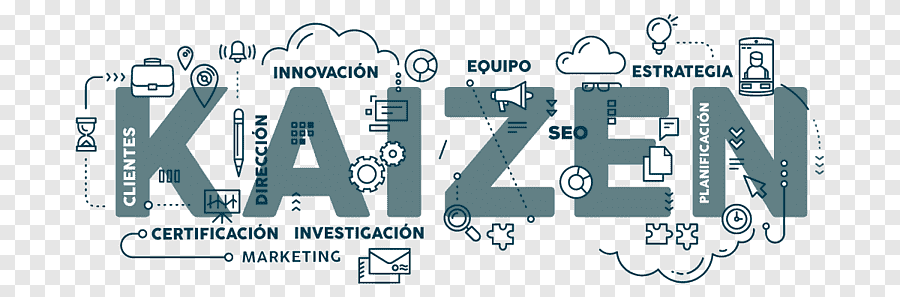 INNOVACIÓN
EQUIPO
ESTRATEGIA
KAIZEN
CLIENTES
DIRECCIÓN
SEO
PLANIFICACIÓN
CERTIFICACIÓN
INVESTIGACIÓN
MARKETING